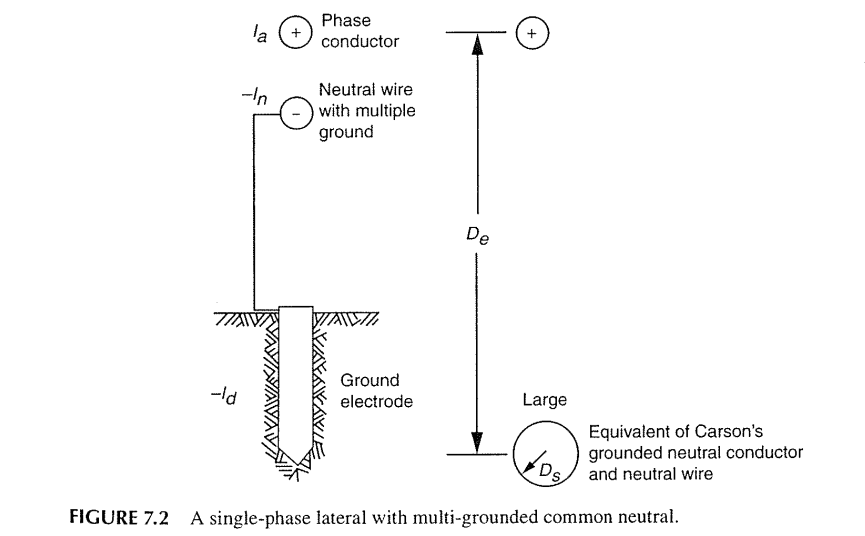 Ia
+
Phase
conductor
+
–In
-
Neutral wire
with multiple
ground
De
–Id
Ground
electrode
Large
Ds
Equivalent of Carson's
grounded neutral conductor
and neutral wire
FIGURE 7.2 A single-phase lateral with multi-grounded common neutral.